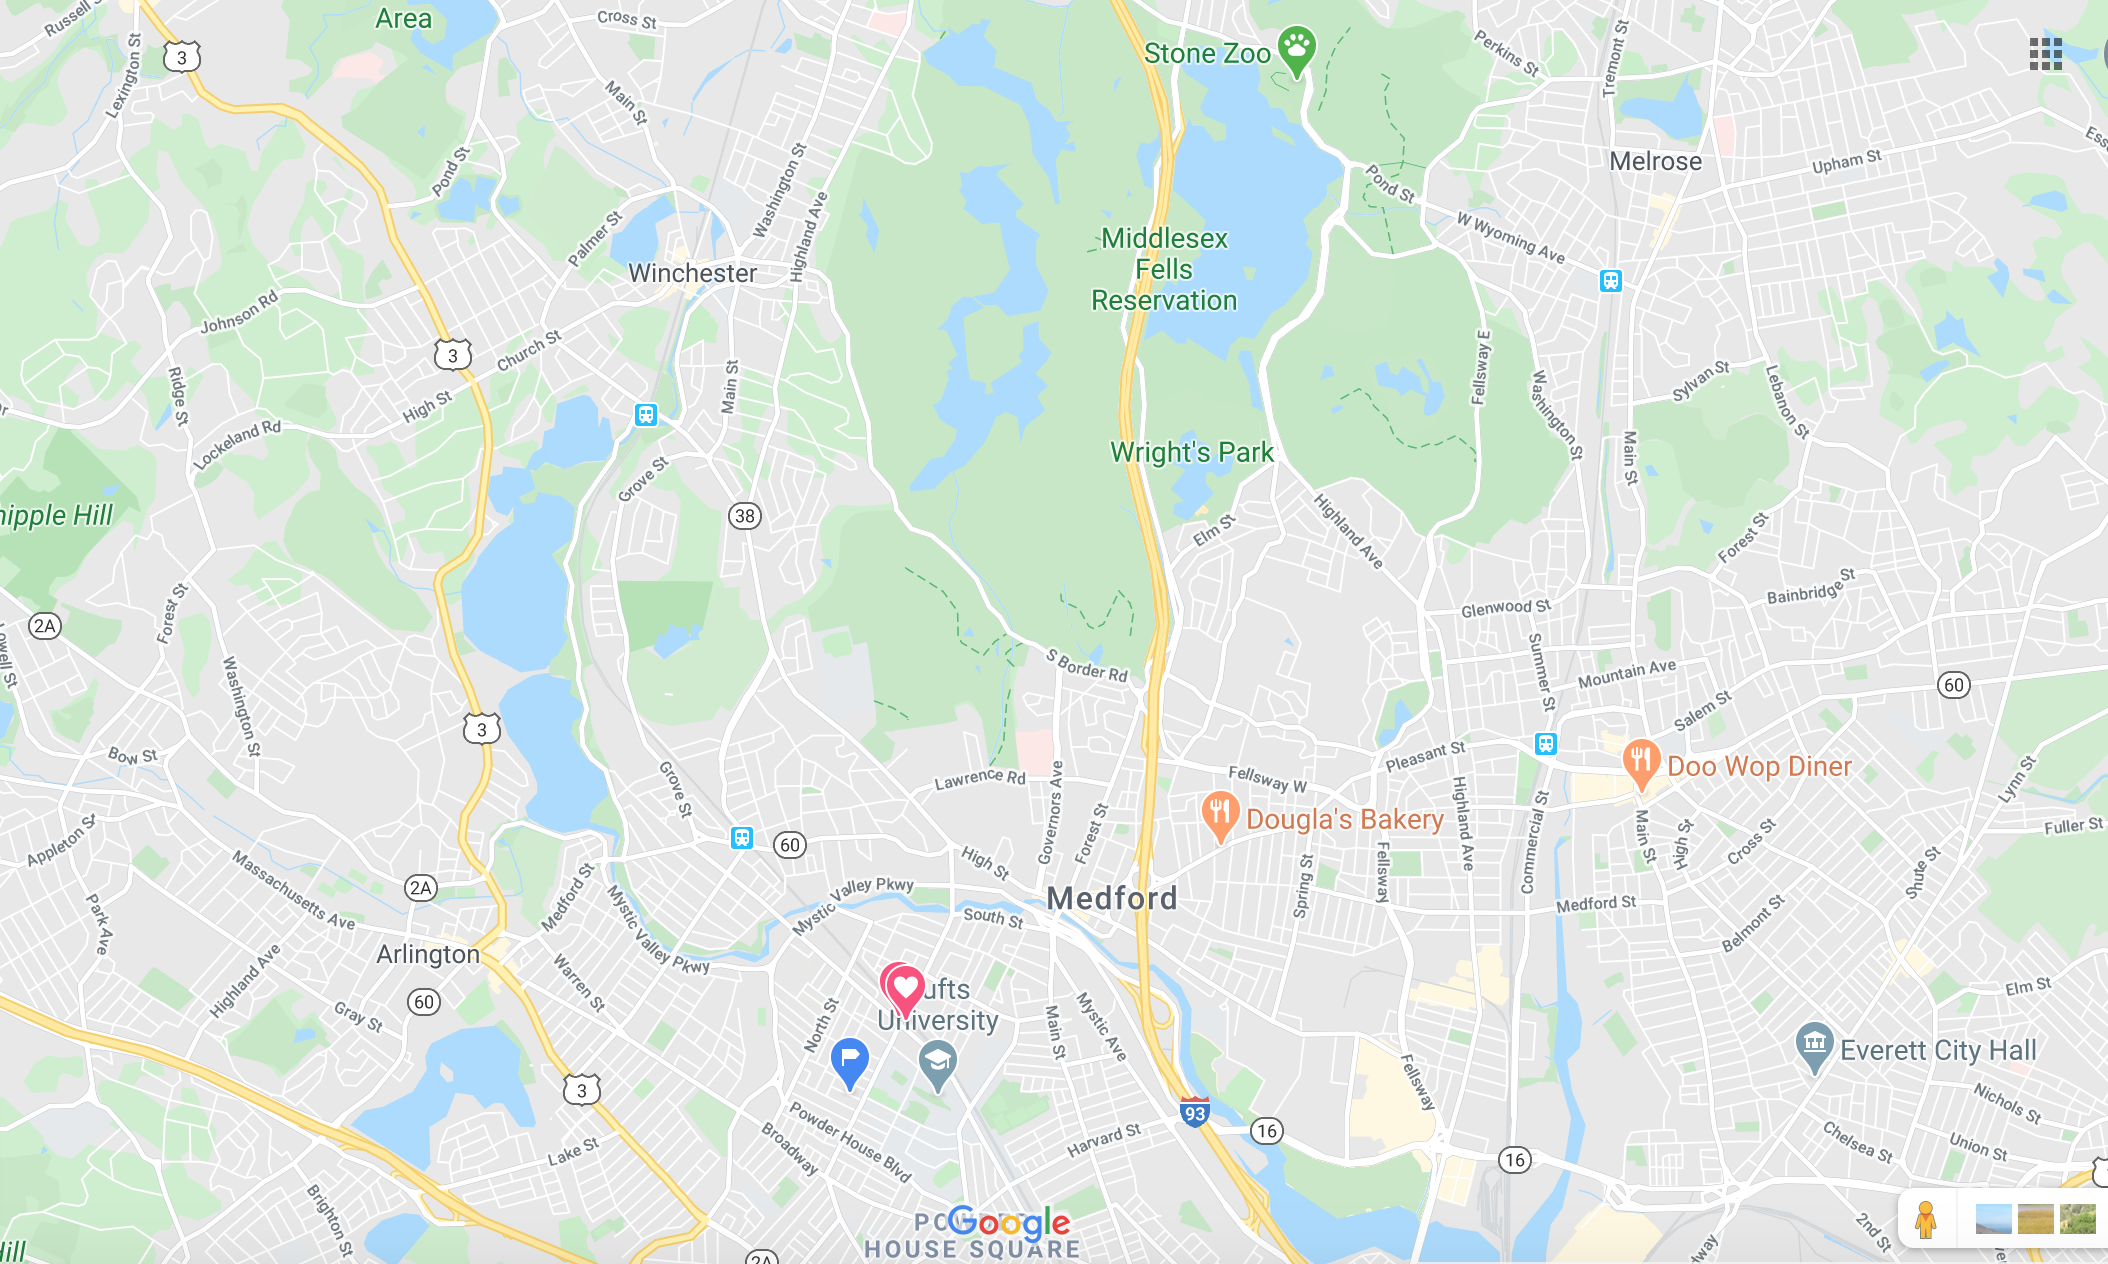 Russell S
Area
Cross St
Stone Zoo
Perkins St
Tremont St
3
Lexington St
Main St
Pond St
Washington St
Highland Ave
Palmer St
Winchester
Melrose
Upham St
Ess
Pond St
W Wyoming Ave
Middlesex
Fells
Reservation
Johnson Rd
3
Church St
High St
Ridge St
Lockeland Rd
Main St
Fellsway E
Washington St
Sylvan St
Lebanon St
Main St
Wright's Park
Grove St
38
hipple Hill
Elm St
Highland Ave
Forest St
2A
Forest St
Lowell St
Washington St
Glenwood St
Bainbridge St
Summer St
Mountain Ave
S Border Rd
60
Salem St
3
Bow St
Grove St
Lawrence Rd
Governors Ave
Forest St
Fellsway W
Pleasant St
Highland Ave
Commercial St
Doo Wop Diner
Lynn St
Dougla's Bakery
60
Appleton St
Massachusetts Ave
2A
Medford St
High St
Mystic Valley Pkwy
Mystic Valley Pkwy
South St
Medford
Spring St
Fellsway
Medford St
Main St
High St
Cross St
Fuller St
Shute St
Belmont St
Park Ave
Arlington
Highland Ave
60
Gray St
Warren St
North St
ufts
University
Main St
Mystic Ave
Fellsway
Elm St
Everett City Hall
Nichols St
3
93
16
16
Chelsea St
Union St
Powder House Blvd
Broadway
Harvard St
Lake St
Brighton St
Google
HOUSE SQUARE
2A
2nd St
dway
Hill